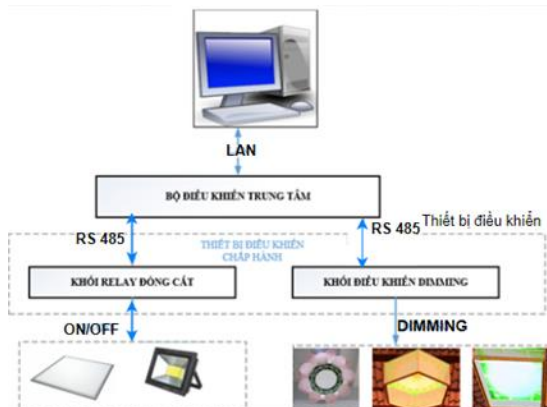 LAN
BỘ ĐIỀU KHIỂN TRUNG TÂM
RS 485
RS 485
Thiết bị điều khiển
THIẾT BỊ ĐIỀU KHIỂN
CHẤP HÀNH
KHỐI RELAY ĐÓNG CẮT
KHỐI ĐIỀU KHIỂN DIMMING
ON/OFF
DIMMING